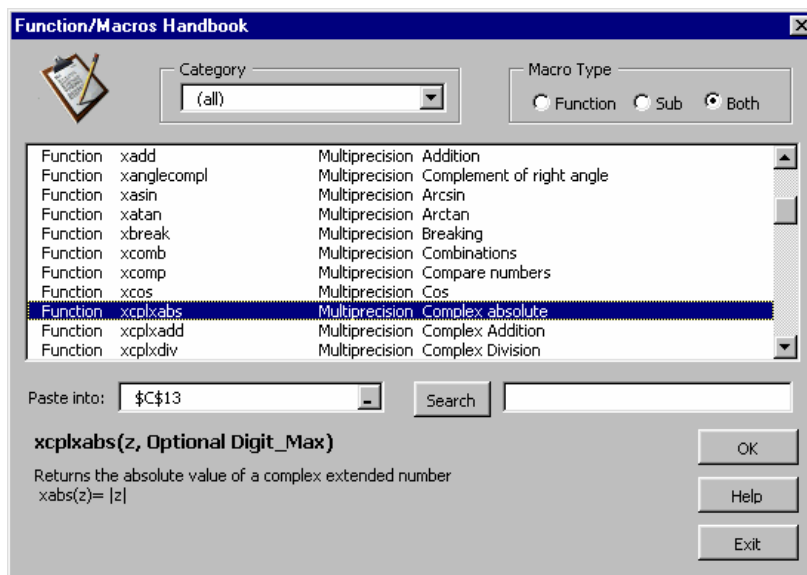 Function/Macros Handbook
Category
(all)
Macro Type
Function Sub Both
Function xadd Multiprecision Addition
Function xanglecompl Multiprecision Complement of right angle
Function xasin Multiprecision Arcsin
Function xatan Multiprecision Arctan
Function xbreak Multiprecision Breaking
Function xcomb Multiprecision Combinations
Function xcomp Multiprecision Compare numbers
Function xcos Multiprecision Cos
Function xcplxabs Multiprecision Complex absolute
Function xcplxadd Multiprecision Complex Addition
Function xcplxdiv Multiprecision Complex Division
Paste into: $C$13 Search
xcplxabs(z, Optional Digit_Max)
Returns the absolute value of a complex extended number
xabs(z)= |z|
OK
Help
Exit